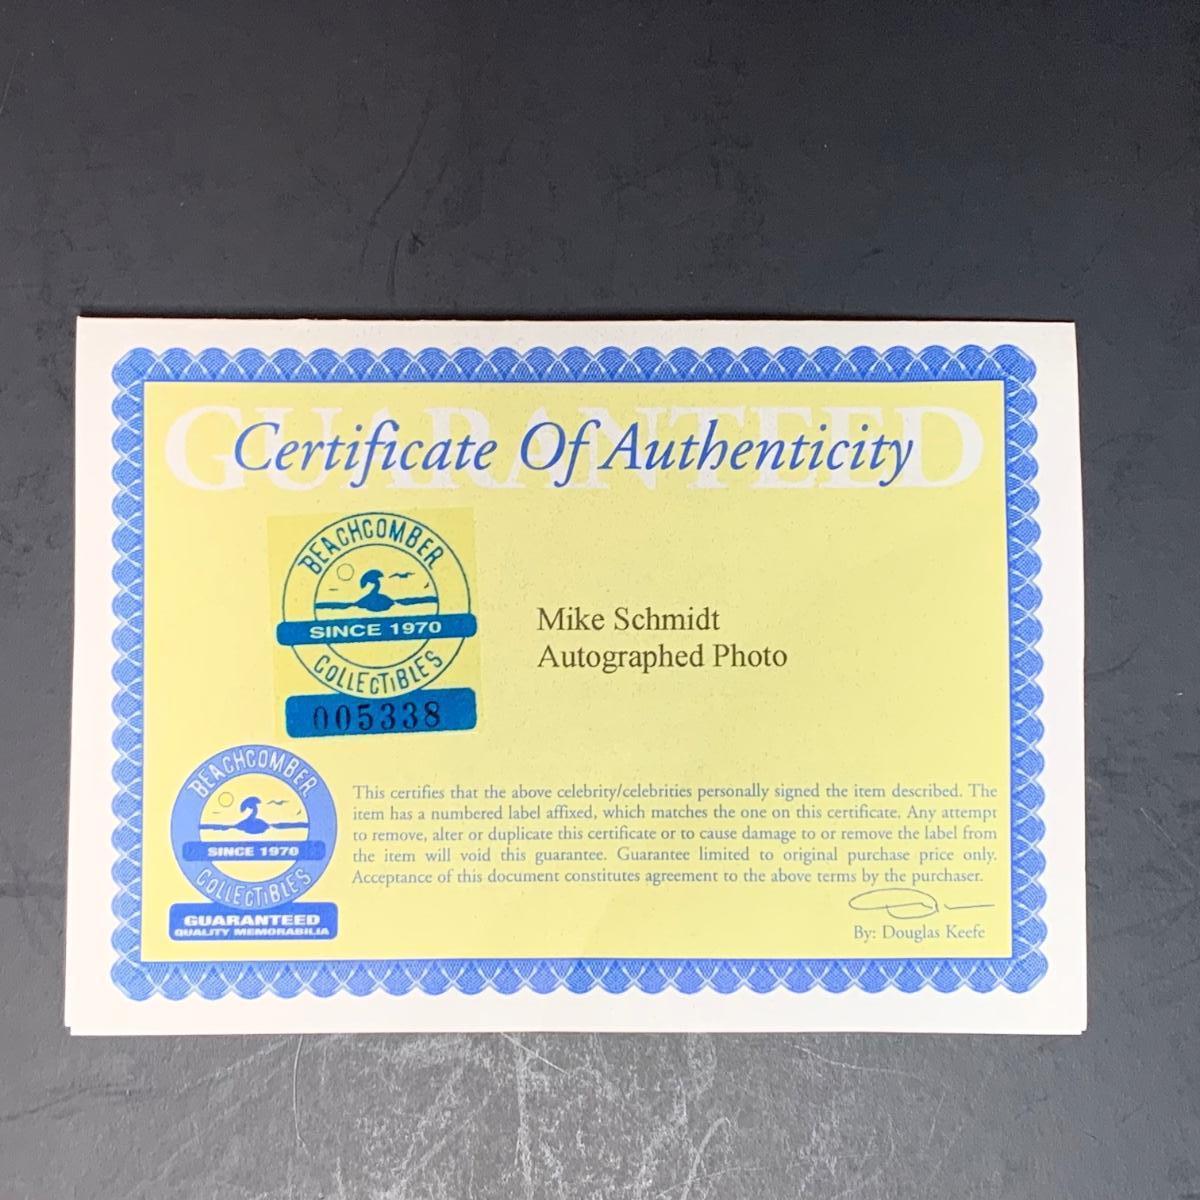 GUARANTEED
Certificate Of Authenticity
BEACHCOMBER
SINCE 1970
COLLECTIBLES
005338
Mike Schmidt
Autographed Photo
BEACHCOMBER
SINCE 1970
COLLECTIBLES
GUARANTEED
QUALITY MEMORABILIA
This certifies that the above celebrity/celebrities personally signed the item described. The
item has a numbered label affixed, which matches the one on this certificate. Any attempt
to remove, alter or duplicate this certificate or to cause damage to or remove the label from
the item will void this guarantee. Guarantee limited to original purchase price only.
Acceptance of this document constitutes agreement to the above terms by the purchaser.
By: Douglas Keefe